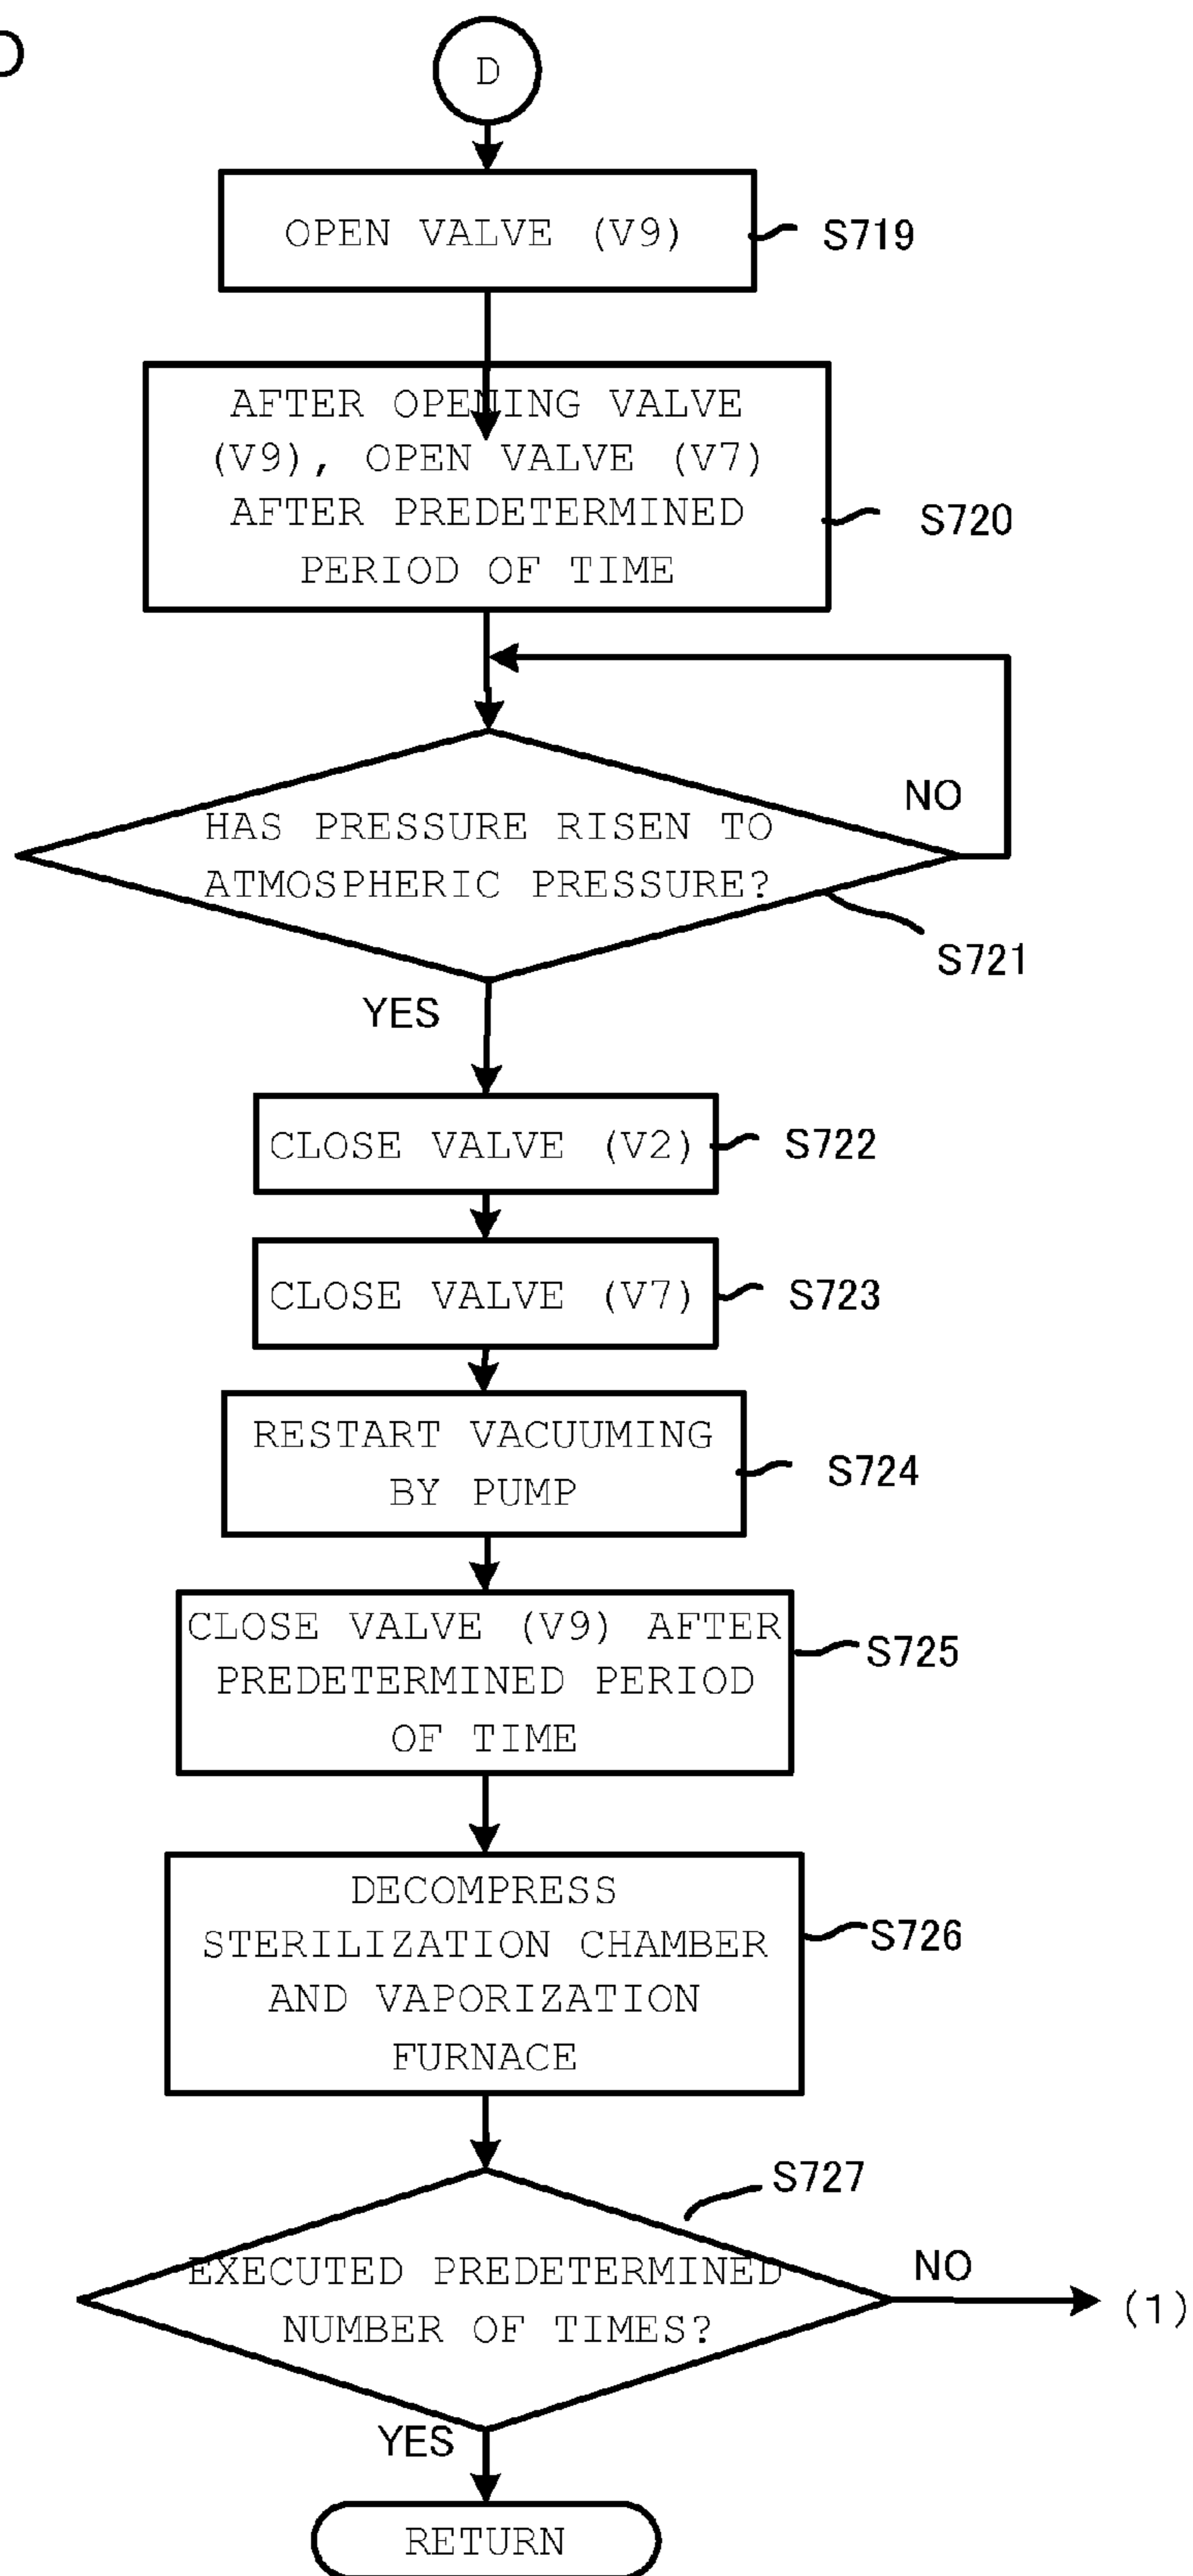 D
OPEN VALVE (V9)
S719
AFTER OPENING VALVE
(V9), OPEN VALVE (V7)
AFTER PREDETERMINED
PERIOD OF TIME
S720
HAS PRESSURE RISEN TO
ATMOSPHERIC PRESSURE?
NO
S721
YES
CLOSE VALVE (V2)
S722
CLOSE VALVE (V7)
S723
RESTART VACUUMING
BY PUMP
S724
CLOSE VALVE (V9) AFTER
PREDETERMINED PERIOD
OF TIME
S725
DECOMPRESS
STERILIZATION CHAMBER
AND VAPORIZATION
FURNACE
S726
S727
EXECUTED PREDETERMINED
NUMBER OF TIMES?
NO
(1)
YES
RETURN